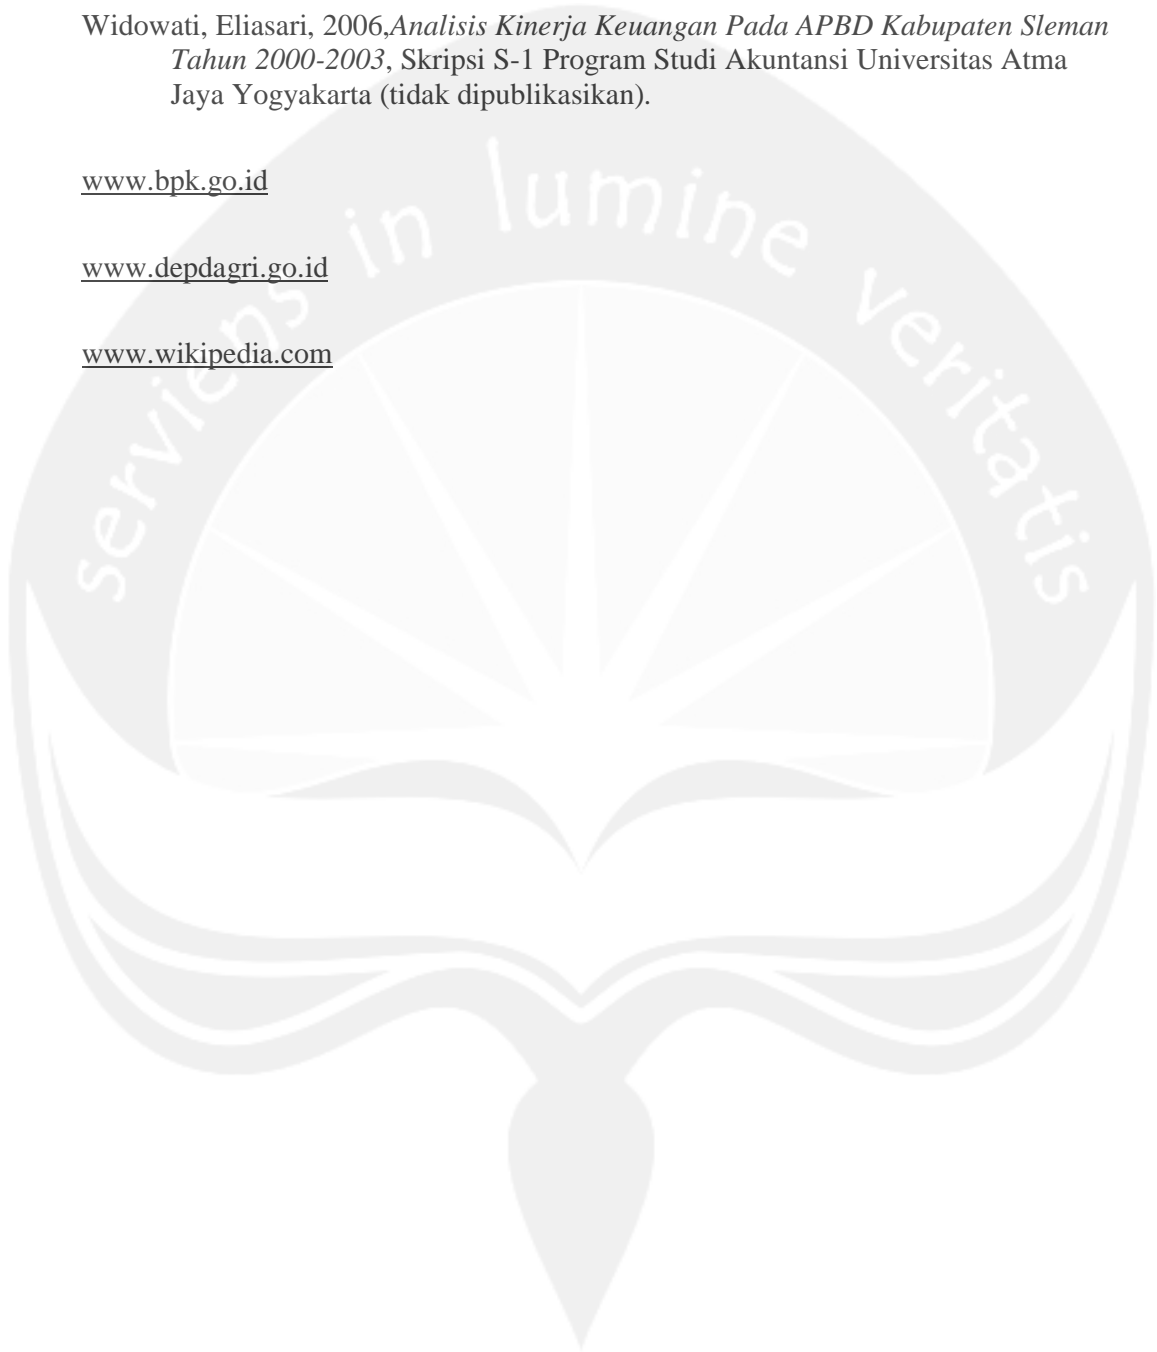 Widowati, Eliasari, 2006,Analisis Kinerja Keuangan Pada APBD Kabupaten Sleman
Tahun 2000-2003, Skripsi S-1 Program Studi Akuntansi Universitas Atma
Jaya Yogyakarta (tidak dipublikasikan).
www.bpk.go.id
www.depdagri.go.id
www.wikipedia.com
serviens in lumine veritatis